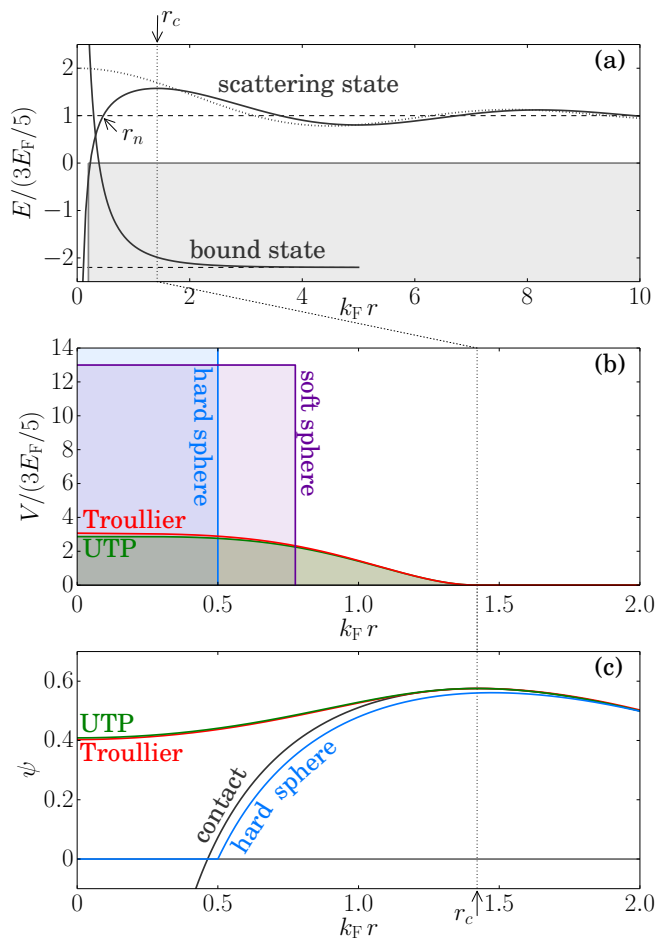 r_c
(a)
2
1
0
−1
−2
E/(3E_F/5)
scattering state
r_n
bound state
0 2 4 6 8 10
k_F r
(b)
14
12
10
8
6
4
2
0
V/(3E_F/5)
hard sphere
soft sphere
Troullier
UTP
0 0.5 1.0 1.5 2.0
k_F r
(c)
0.6
0.4
0.2
0
ψ
UTP
Troullier
contact
hard sphere
0 0.5 1.0 1.5 2.0
k_F r
r_c